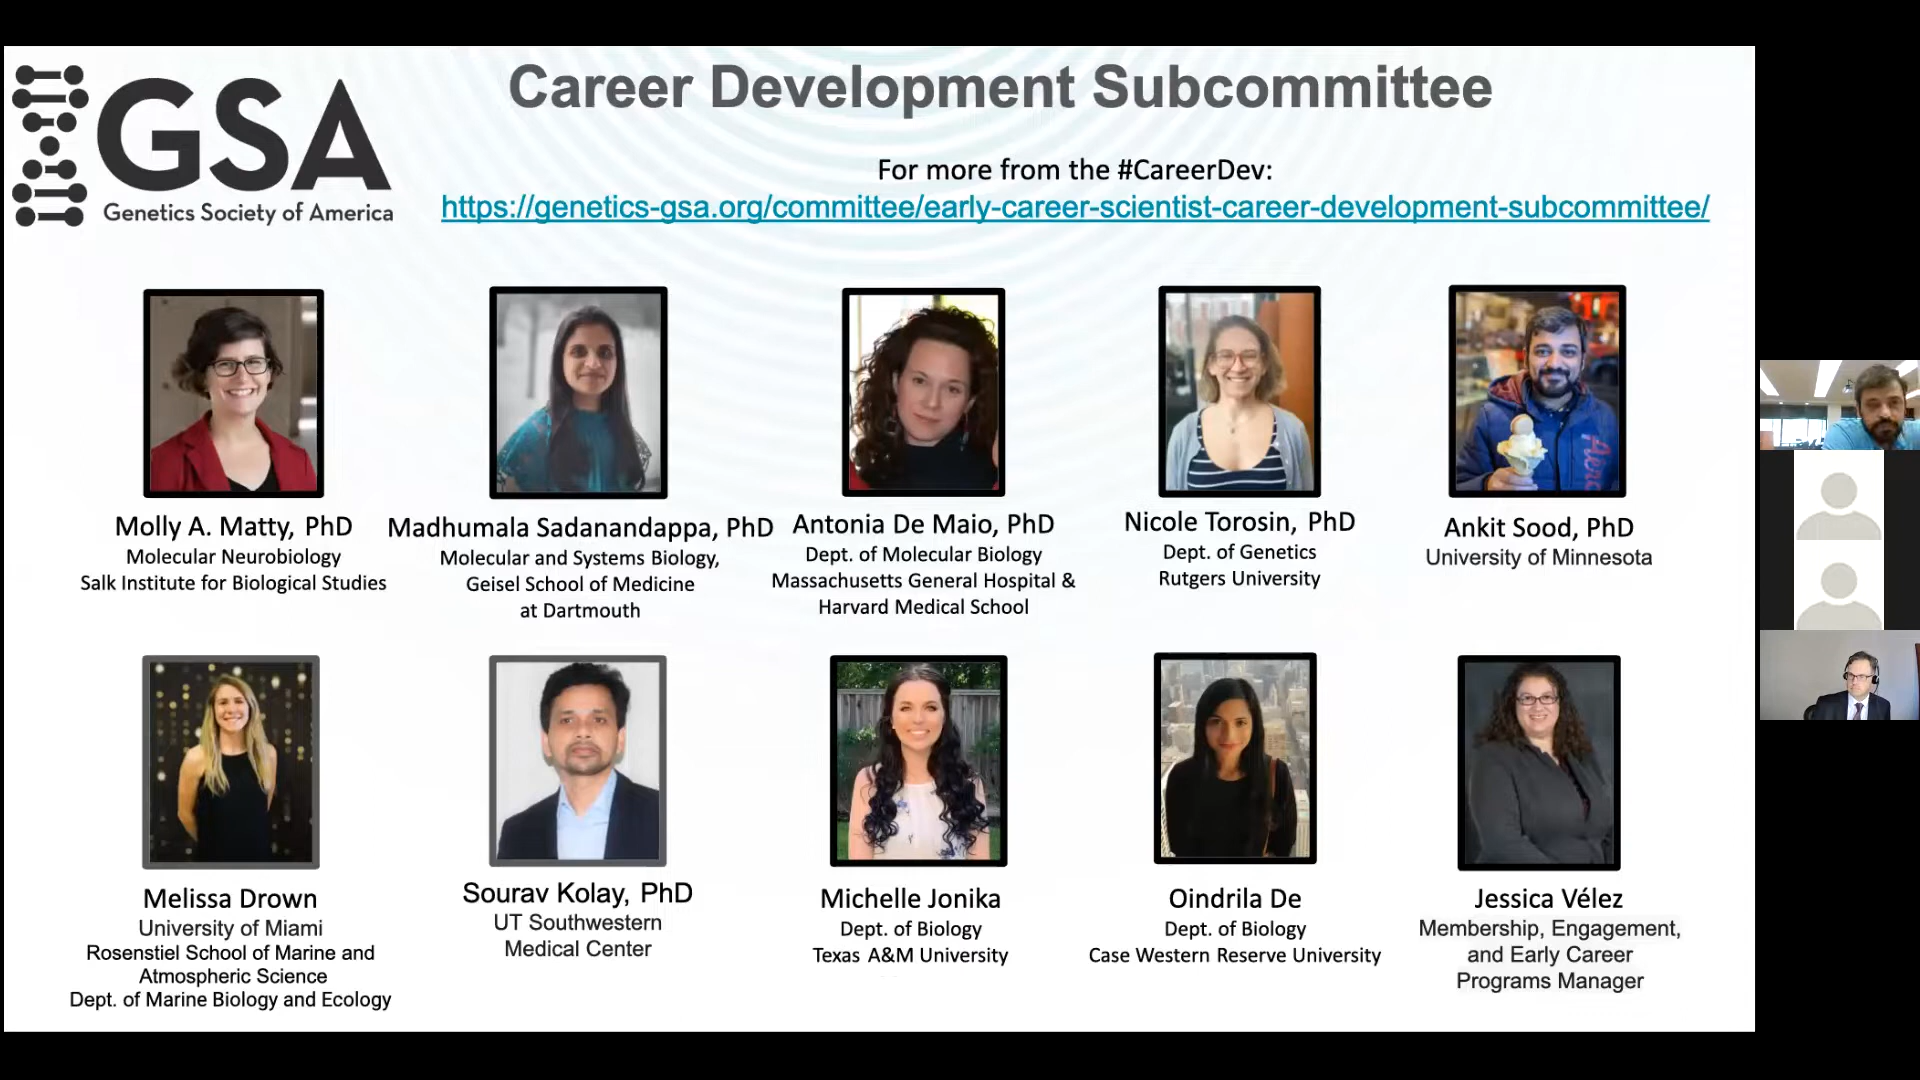 GSA
Genetics Society of America
Career Development Subcommittee
For more from the #CareerDev:
https://genetics-gsa.org/committee/early-career-scientist-career-development-subcommittee/
Molly A. Matty, PhD
Molecular Neurobiology
Salk Institute for Biological Studies
Madhumala Sadanandappa, PhD
Molecular and Systems Biology,
Geisel School of Medicine
at Dartmouth
Antonia De Maio, PhD
Dept. of Molecular Biology
Massachusetts General Hospital &
Harvard Medical School
Nicole Torosin, PhD
Dept. of Genetics
Rutgers University
Ankit Sood, PhD
University of Minnesota
Melissa Drown
University of Miami
Rosenstiel School of Marine and
Atmospheric Science
Dept. of Marine Biology and Ecology
Sourav Kolay, PhD
UT Southwestern
Medical Center
Michelle Jonika
Dept. of Biology
Texas A&M University
Oindrila De
Dept. of Biology
Case Western Reserve University
Jessica Vélez
Membership, Engagement,
and Early Career
Programs Manager